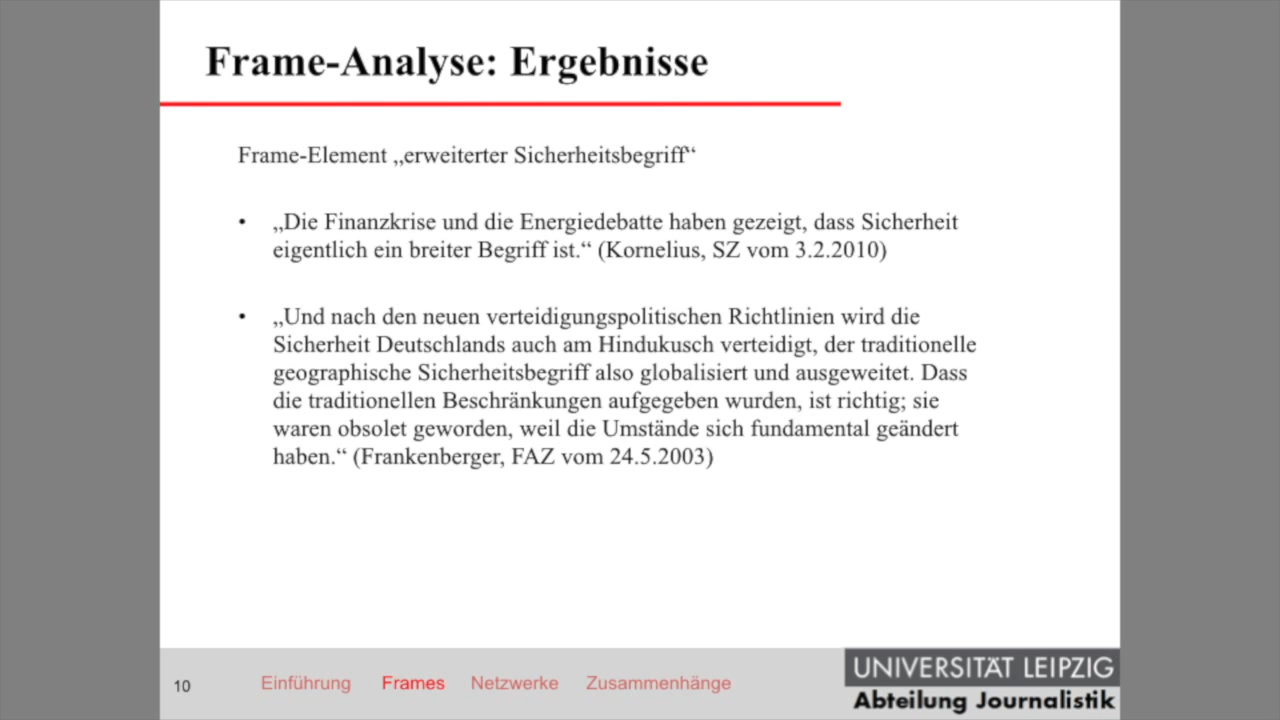 Frame-Analyse: Ergebnisse
Frame-Element „erweiterter Sicherheitsbegriff“
• „Die Finanzkrise und die Energiedebatte haben gezeigt, dass Sicherheit
eigentlich ein breiter Begriff ist.“ (Kornelius, SZ vom 3.2.2010)
• „Und nach den neuen verteidigungspolitischen Richtlinien wird die
Sicherheit Deutschlands auch am Hindukusch verteidigt, der traditionelle
geographische Sicherheitsbegriff also globalisiert und ausgeweitet. Dass
die traditionellen Beschränkungen aufgegeben wurden, ist richtig; sie
waren obsolet geworden, weil die Umstände sich fundamental geändert
haben.“ (Frankenberger, FAZ vom 24.5.2003)
10 Einführung Frames Netzwerke Zusammenhänge
UNIVERSITÄT LEIPZIG
Abteilung Journalistik